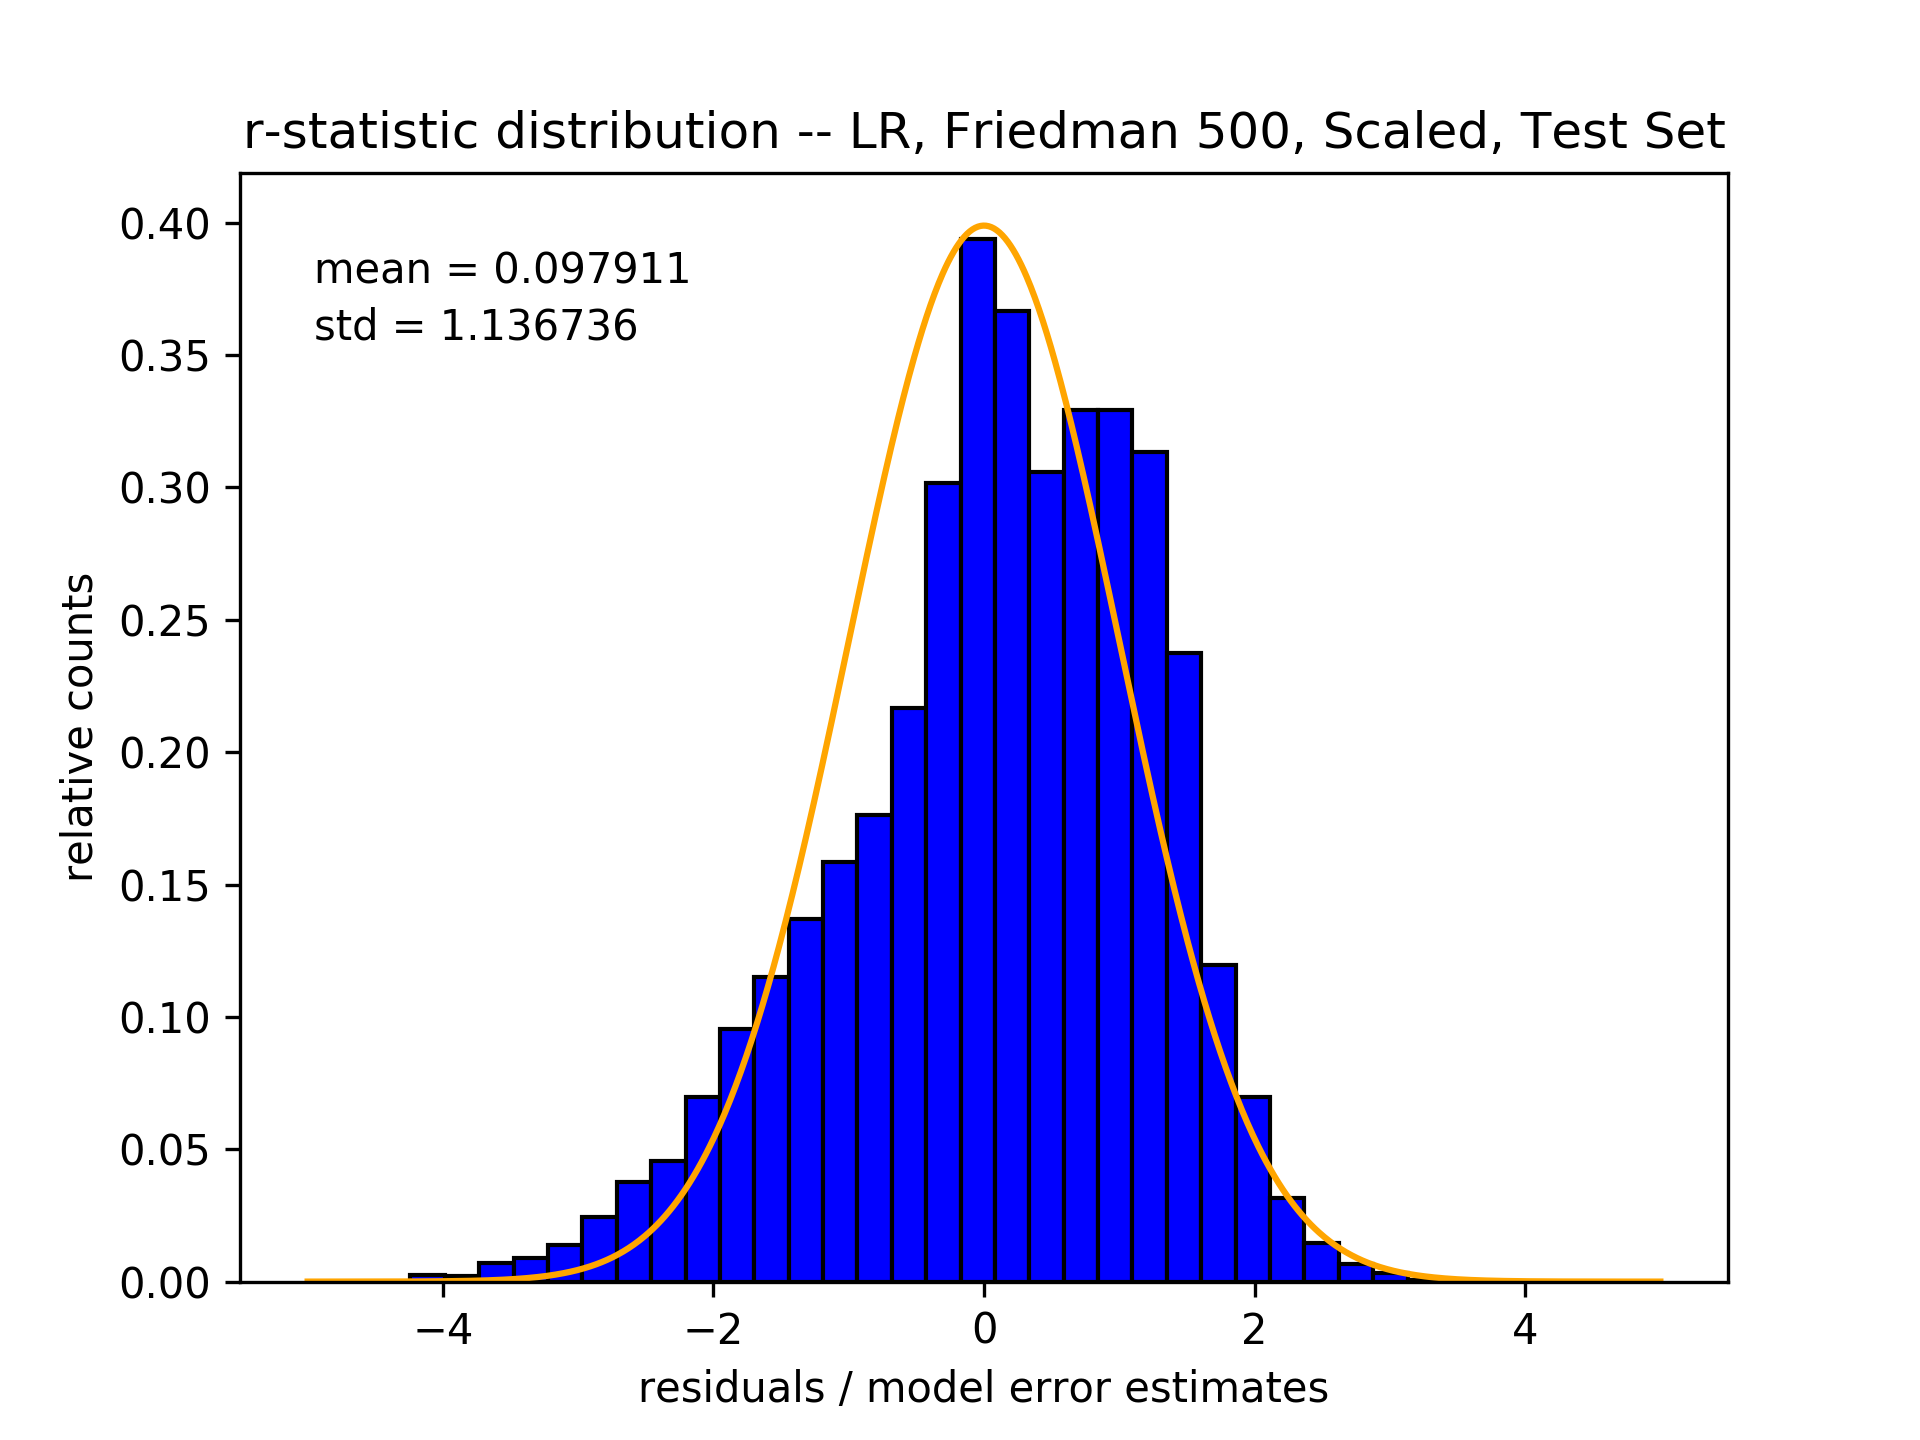 r-statistic distribution -- LR, Friedman 500, Scaled, Test Set
mean = 0.097911
std = 1.136736
relative counts
0.40
0.35
0.30
0.25
0.20
0.15
0.10
0.05
0.00
−4
−2
0
2
4
residuals / model error estimates